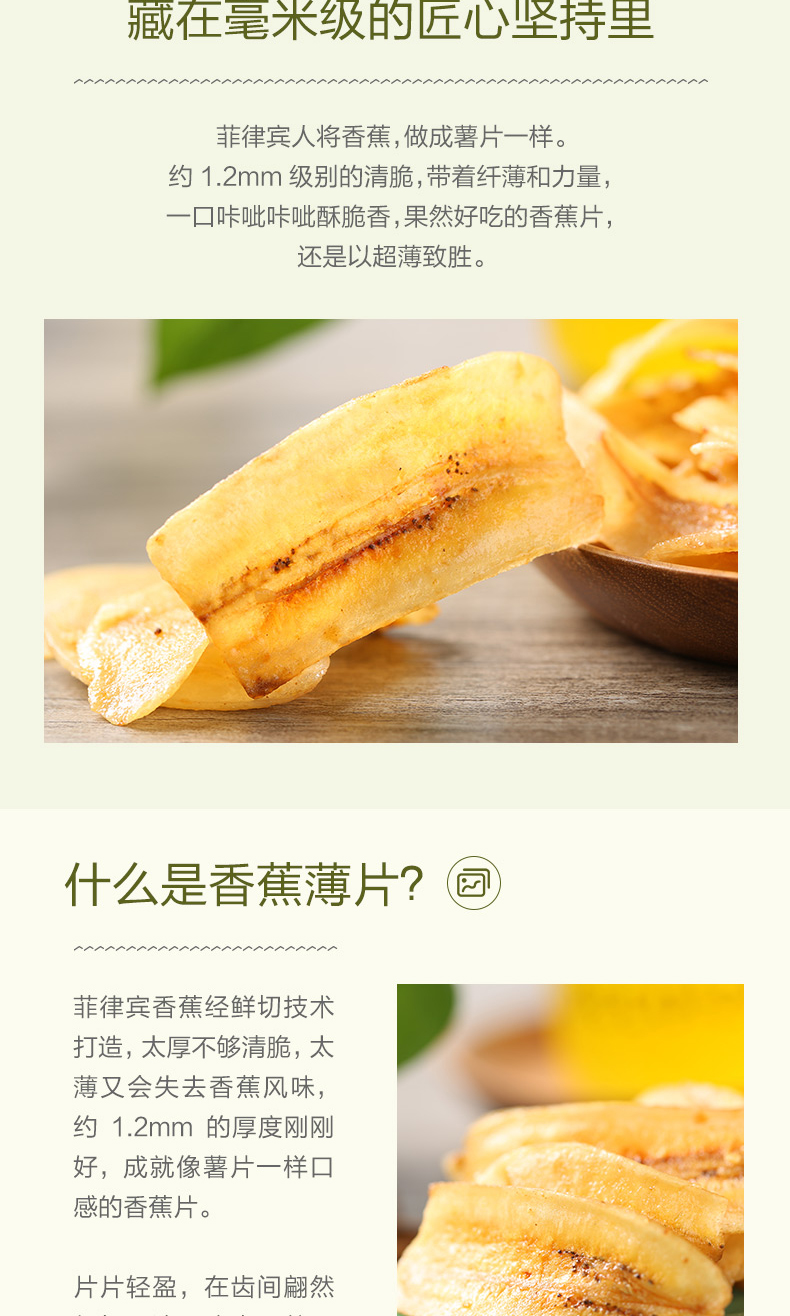 藏在毫米级的匠心坚持里
菲律宾人将香蕉,做成薯片一样。
约 1.2mm 级别的清脆,带着纤薄和力量,
一口咔呲咔呲酥脆香,果然好吃的香蕉片,
还是以超薄致胜。
什么是香蕉薄片?
菲律宾香蕉经鲜切技术
打造,太厚不够清脆,太
薄又会失去香蕉风味,
约 1.2mm 的厚度刚刚
好,成就像薯片一样口
感的香蕉片。
片片轻盈,在齿间翩然